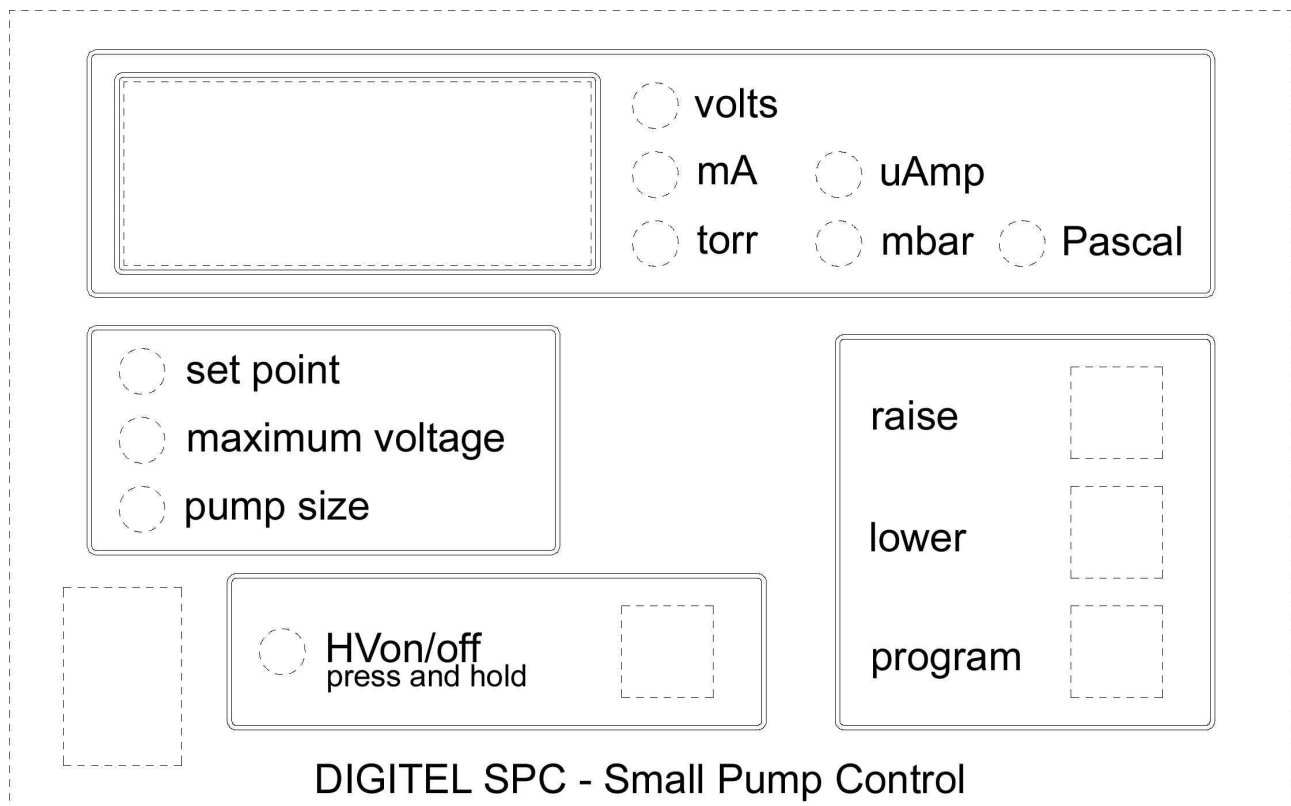 volts
mA uAmp
torr mbar Pascal
set point
maximum voltage
pump size
raise
lower
program
HVon/off
press and hold
DIGITEL SPC - Small Pump Control